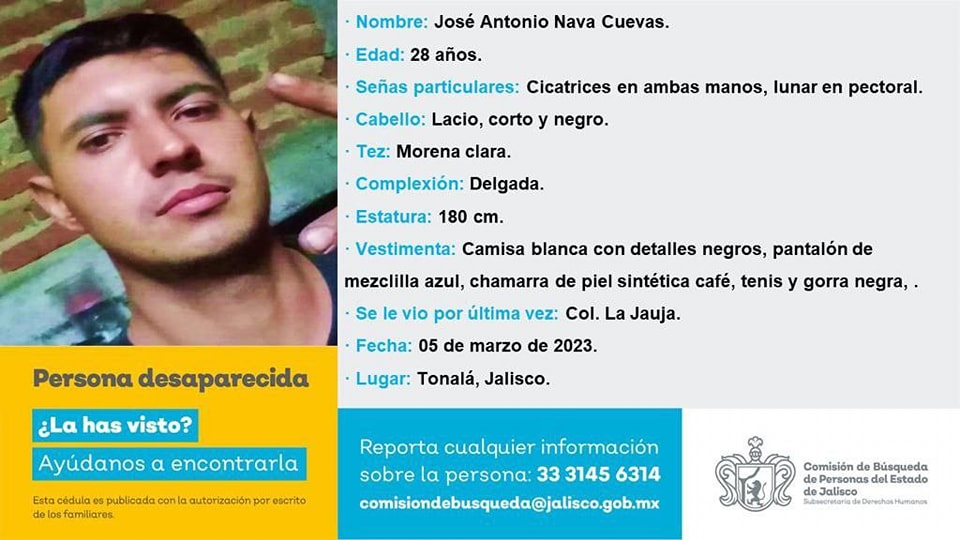 · Nombre: José Antonio Nava Cuevas.
· Edad: 28 años.
· Señas particulares: Cicatrices en ambas manos, lunar en pectoral.
· Cabello: Lacio, corto y negro.
· Tez: Morena clara.
· Complexión: Delgada.
· Estatura: 180 cm.
· Vestimenta: Camisa blanca con detalles negros, pantalón de
mezclilla azul, chamarra de piel sintética café, tenis y gorra negra, .
· Se le vio por última vez: Col. La Jauja.
· Fecha: 05 de marzo de 2023.
· Lugar: Tonalá, Jalisco.
Persona desaparecida
¿La has visto?
Ayúdanos a encontrarla
Esta cédula es publicada con la autorización por escrito
de los familiares.
Reporta cualquier información
sobre la persona: 33 3145 6314
comisiondebusqueda@jalisco.gob.mx
Comisión de Búsqueda
de Personas del Estado
de Jalisco
Subsecretaría de Derechos Humanos